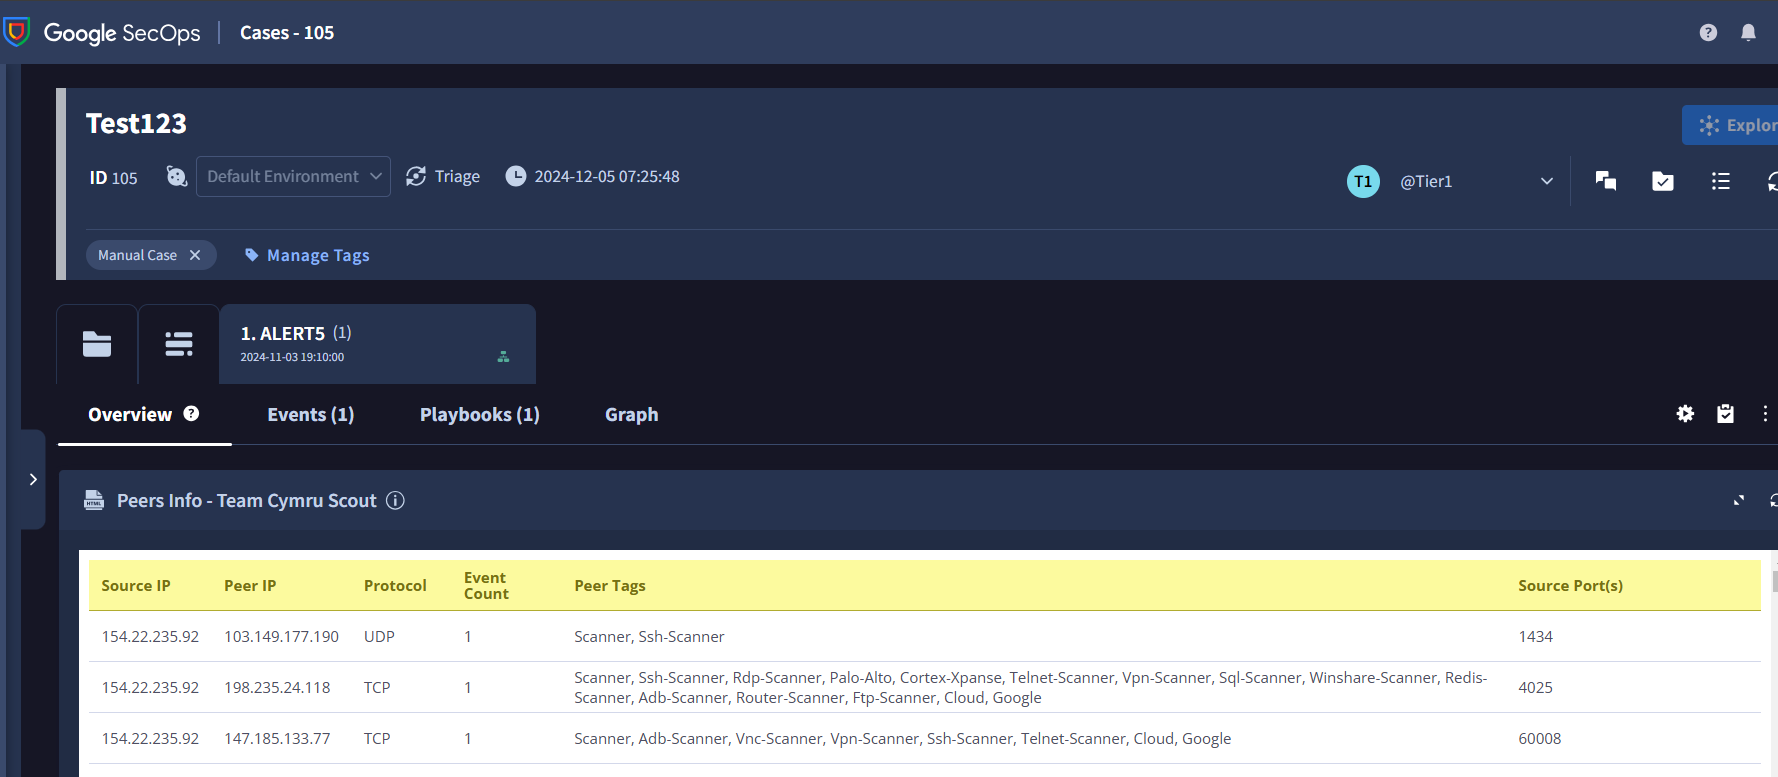 Google SecOps
Cases - 105
Test123
Explor
ID 105
Default Environment
Triage
2024-12-05 07:25:48
T1
@Tier1
Manual Case
Manage Tags
1. ALERT5 (1)
2024-11-03 19:10:00
Overview
Events (1)
Playbooks (1)
Graph
Peers Info - Team Cymru Scout
Source IP
Peer IP
Protocol
Event
Count
Peer Tags
Source Port(s)
154.22.235.92
103.149.177.190
UDP
1
Scanner, Ssh-Scanner
1434
154.22.235.92
198.235.24.118
TCP
1
Scanner, Ssh-Scanner, Rdp-Scanner, Palo-Alto, Cortex-Xpanse, Telnet-Scanner, Vpn-Scanner, Sql-Scanner, Winshare-Scanner, Redis-
Scanner, Adb-Scanner, Router-Scanner, Ftp-Scanner, Cloud, Google
4025
154.22.235.92
147.185.133.77
TCP
1
Scanner, Adb-Scanner, Vnc-Scanner, Vpn-Scanner, Ssh-Scanner, Telnet-Scanner, Cloud, Google
60008